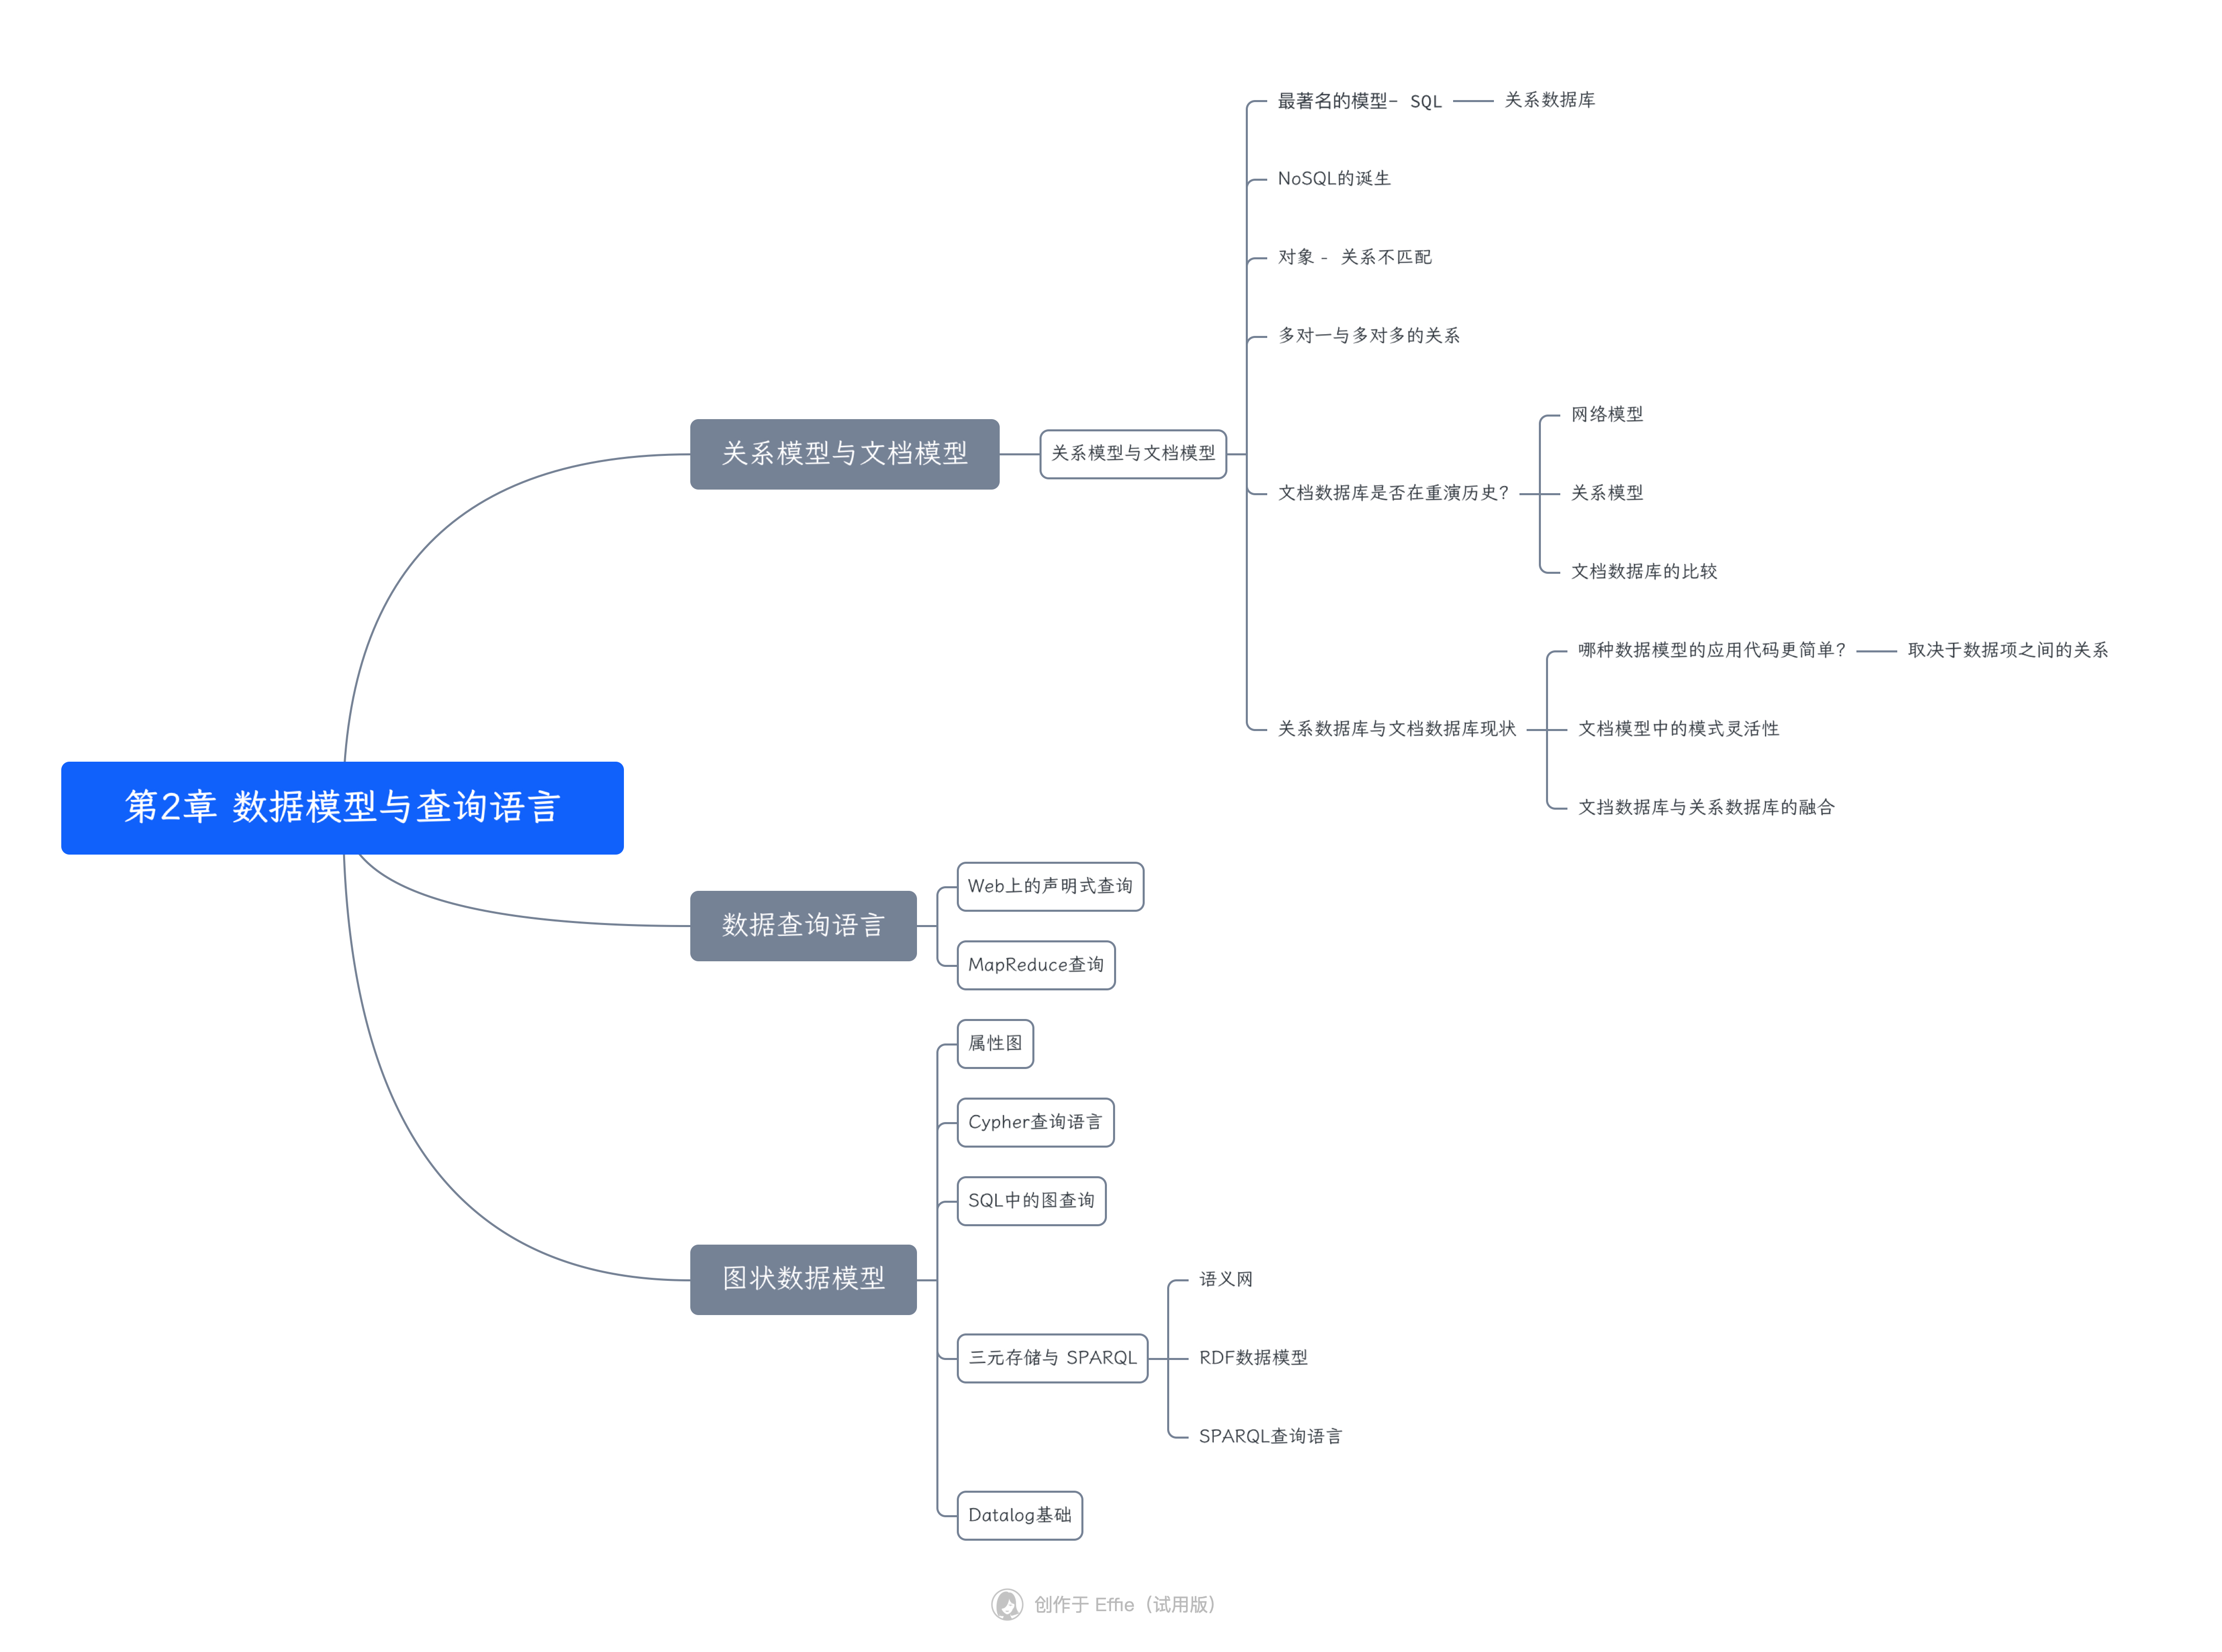 第2章 数据模型与查询语言
关系模型与文档模型
关系模型与文档模型
最著名的模型- SQL
关系数据库
NoSQL的诞生
对象 - 关系不匹配
多对一与多对多的关系
文档数据库是否在重演历史?
网络模型
关系模型
文档数据库的比较
关系数据库与文档数据库现状
哪种数据模型的应用代码更简单?
取决于数据项之间的关系
文档模型中的模式灵活性
文挡数据库与关系数据库的融合
数据查询语言
Web上的声明式查询
MapReduce查询
图状数据模型
属性图
Cypher查询语言
SQL中的图查询
三元存储与 SPARQL
语义网
RDF数据模型
SPARQL查询语言
Datalog基础
创作于 Effie(试用版)